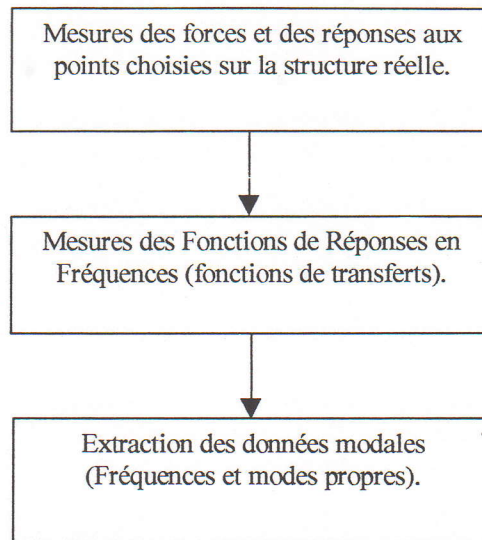 Mesures des forces et des réponses aux
points choisies sur la structure réelle.
Mesures des Fonctions de Réponses en
Fréquences (fonctions de transferts).
Extraction des données modales
(Fréquences et modes propres).